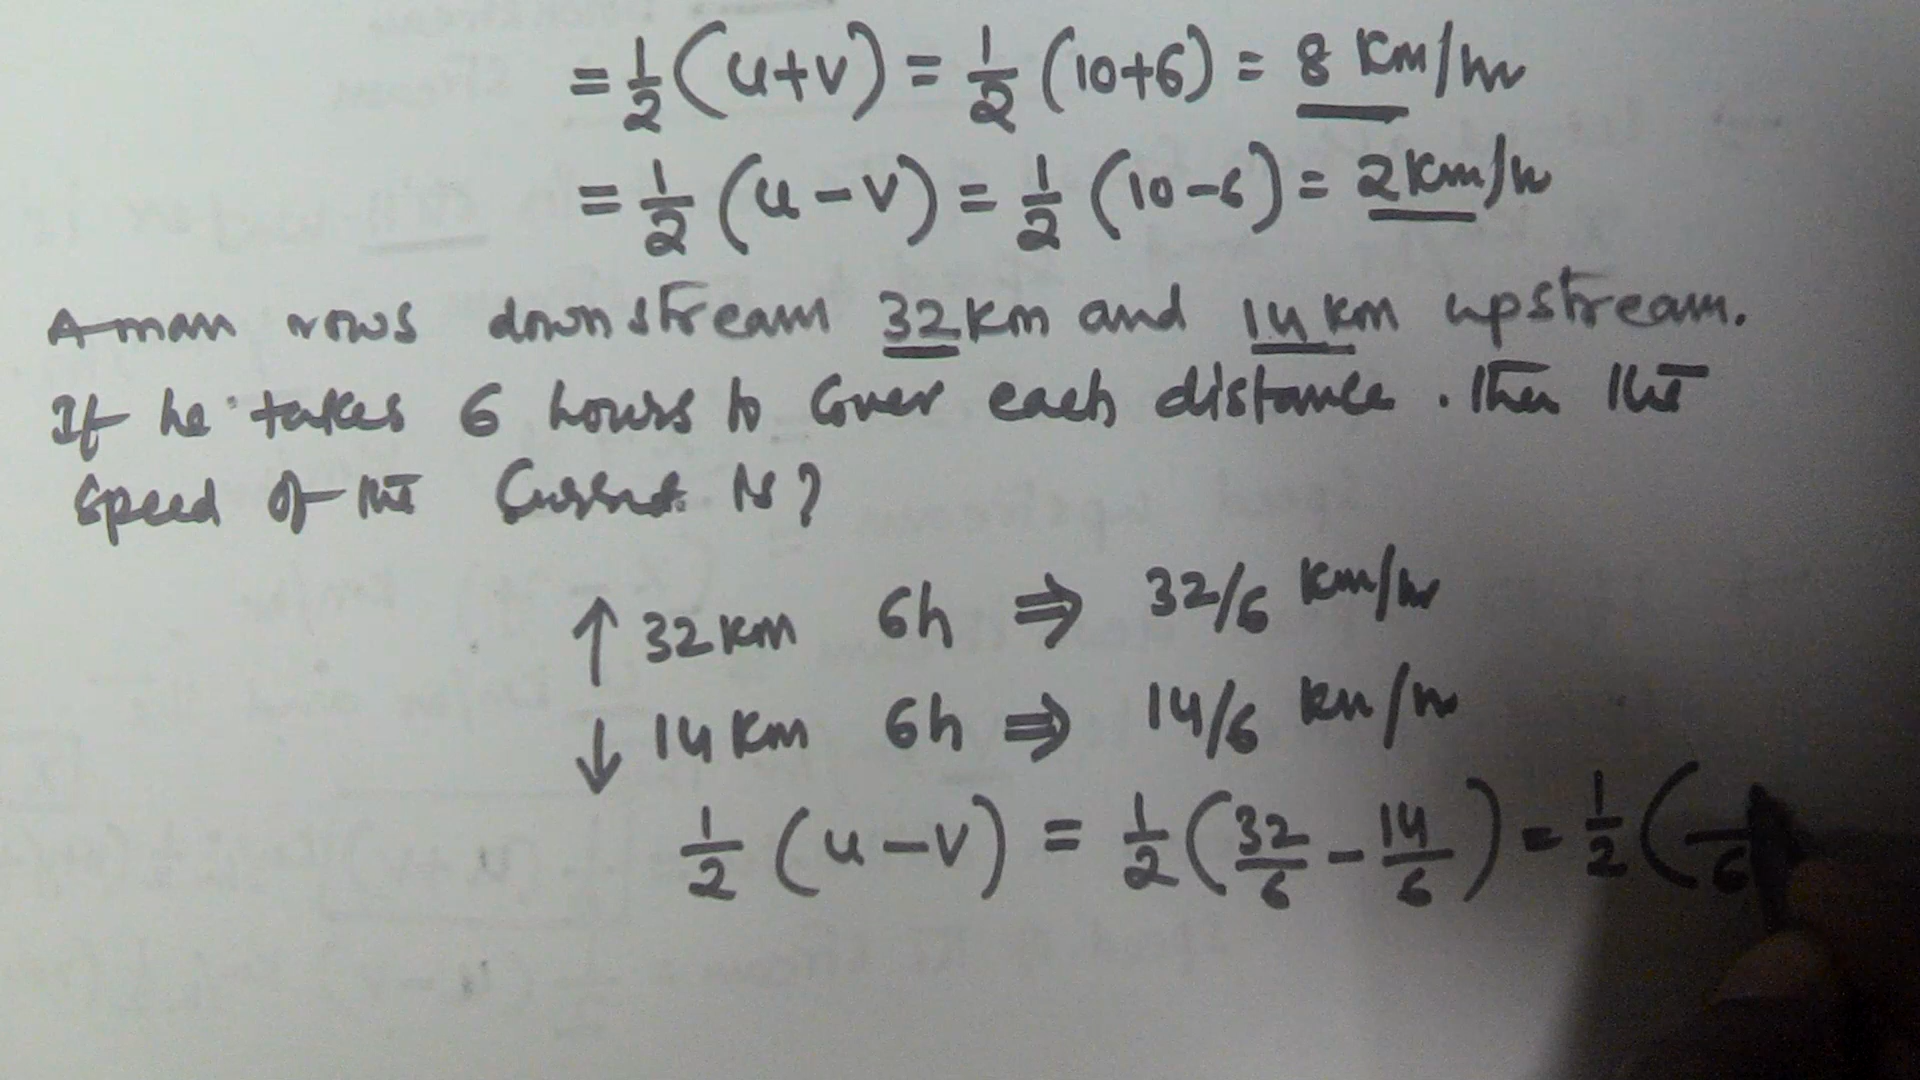 = 1/2 (u+v) = 1/2 (10+6) = 8 Km/hr
= 1/2 (u-v) = 1/2 (10-6) = 2 Km/hr
A man rows downstream 32 km and 14 km upstream.
If he takes 6 hours to cover each distance. Then the
speed of the Current is?
↑ 32 km 6h ⇒ 32/6 Km/hr
↓ 14 Km 6h ⇒ 14/6 Km/hr
1/2 (u-v) = 1/2 (32/6 - 14/6) = 1/2 ( /6